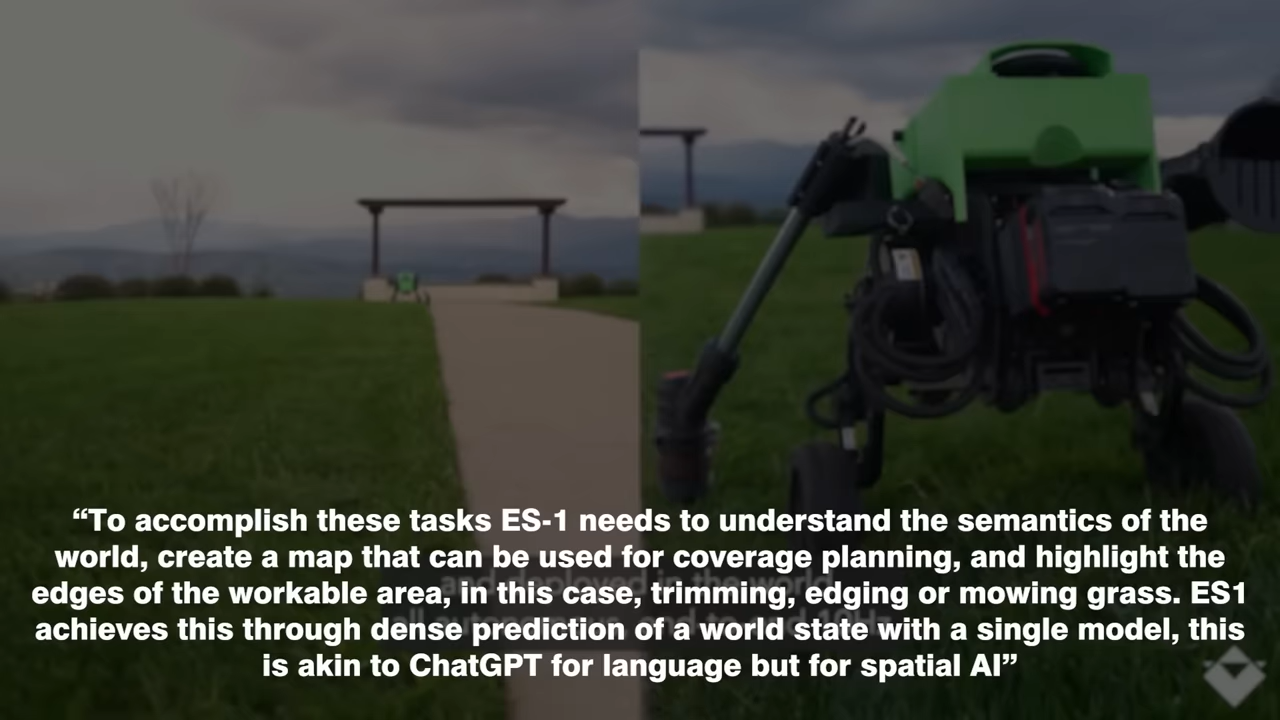 “To accomplish these tasks ES-1 needs to understand the semantics of the
world, create a map that can be used for coverage planning, and highlight the
edges of the workable area, in this case, trimming, edging or mowing grass. ES1
achieves this through dense prediction of a world state with a single model, this
is akin to ChatGPT for language but for spatial AI”